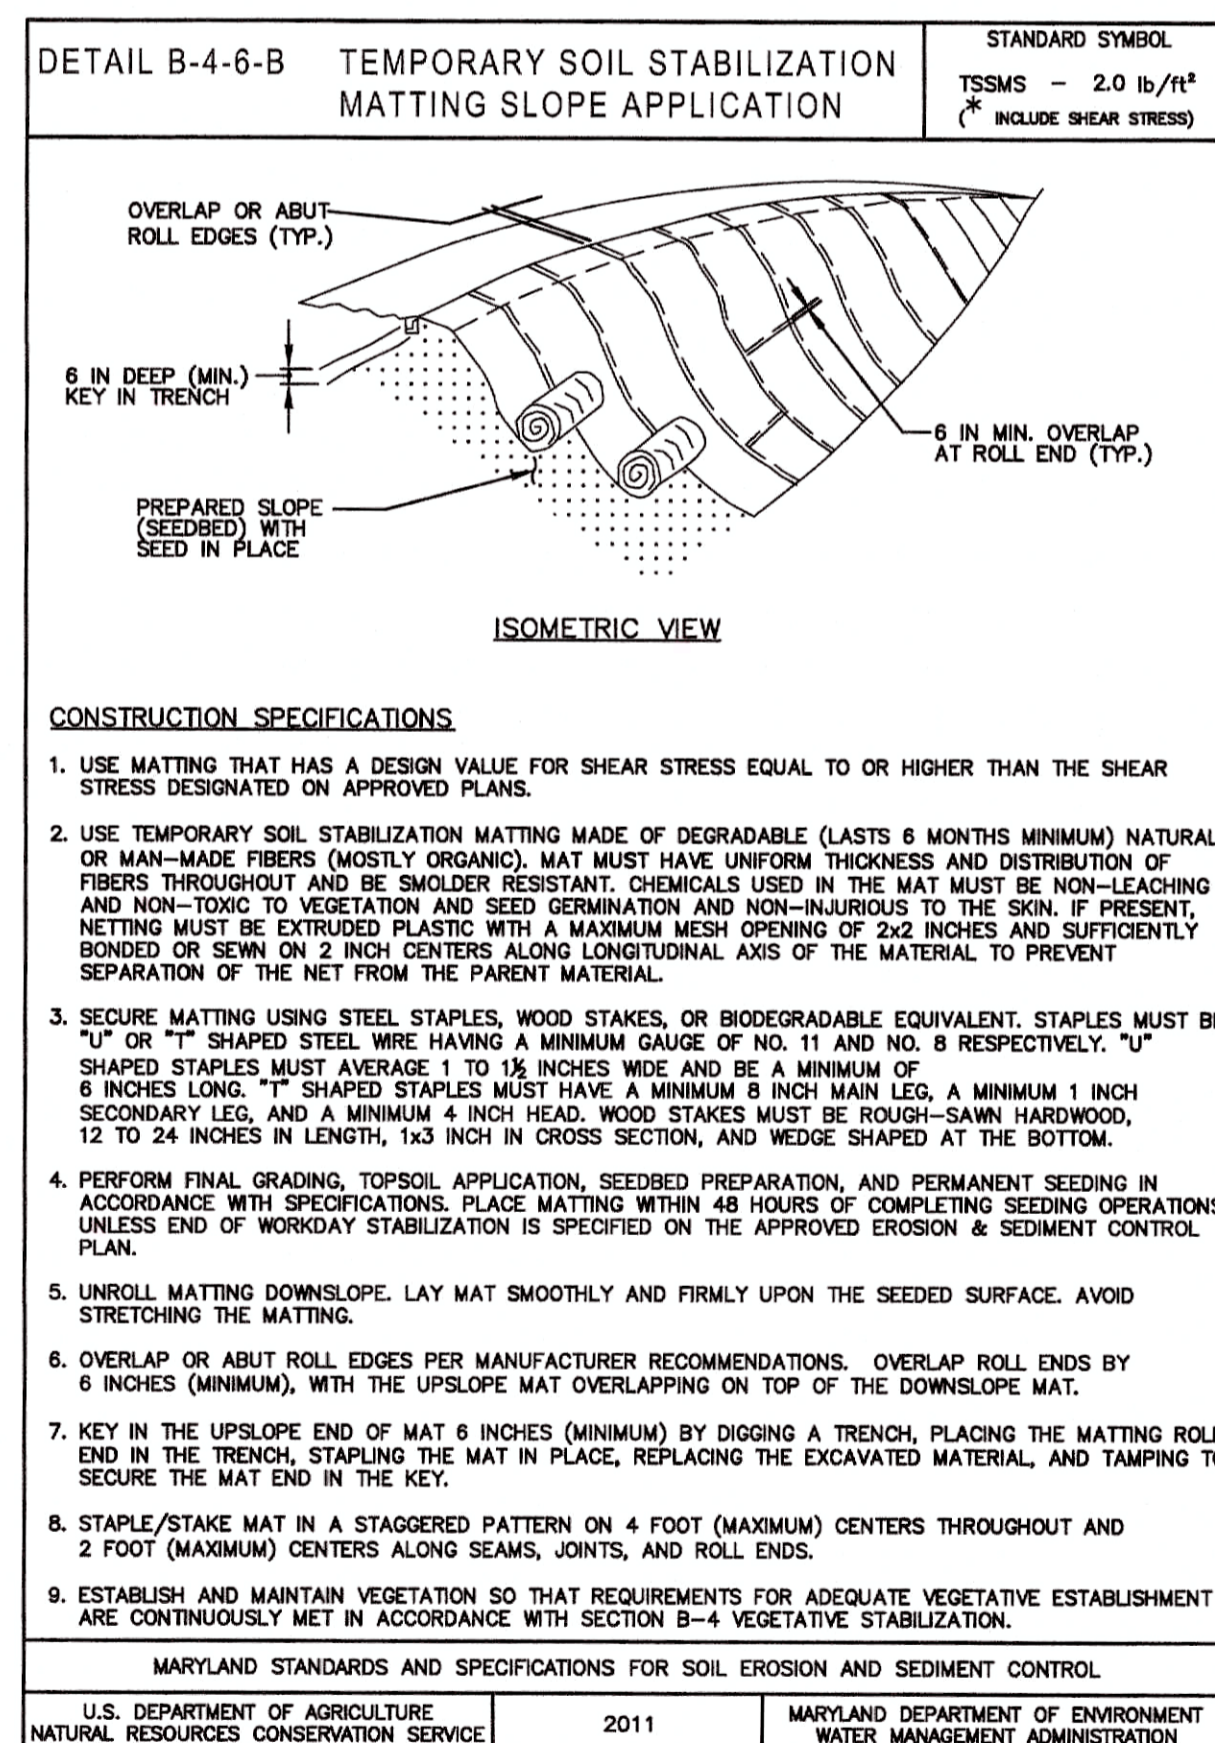 DETAIL B-4-6-B
TEMPORARY SOIL STABILIZATION
MATTING SLOPE APPLICATION
STANDARD SYMBOL
TSSMS - 2.0 lb/ft²
(* INCLUDE SHEAR STRESS)
OVERLAP OR ABUT
ROLL EDGES (TYP.)
6 IN DEEP (MIN.)
KEY IN TRENCH
6 IN MIN. OVERLAP
AT ROLL END (TYP.)
PREPARED SLOPE
(SEEDBED) WITH
SEED IN PLACE
ISOMETRIC VIEW
CONSTRUCTION SPECIFICATIONS
1. USE MATTING THAT HAS A DESIGN VALUE FOR SHEAR STRESS EQUAL TO OR HIGHER THAN THE SHEAR
STRESS DESIGNATED ON APPROVED PLANS.
2. USE TEMPORARY SOIL STABILIZATION MATTING MADE OF DEGRADABLE (LASTS 6 MONTHS MINIMUM) NATURAL
OR MAN-MADE FIBERS (MOSTLY ORGANIC). MAT MUST HAVE UNIFORM THICKNESS AND DISTRIBUTION OF
FIBERS THROUGHOUT AND BE SMOLDER RESISTANT. CHEMICALS USED IN THE MAT MUST BE NON-LEACHING
AND NON-TOXIC TO VEGETATION AND SEED GERMINATION AND NON-INJURIOUS TO THE SKIN. IF PRESENT,
NETTING MUST BE EXTRUDED PLASTIC WITH A MAXIMUM MESH OPENING OF 2x2 INCHES AND SUFFICIENTLY
BONDED OR SEWN ON 2 INCH CENTERS ALONG LONGITUDINAL AXIS OF THE MATERIAL TO PREVENT
SEPARATION OF THE NET FROM THE PARENT MATERIAL.
3. SECURE MATTING USING STEEL STAPLES, WOOD STAKES, OR BIODEGRADABLE EQUIVALENT. STAPLES MUST B
"U" OR "T" SHAPED STEEL WIRE HAVING A MINIMUM GAUGE OF NO. 11 AND NO. 8 RESPECTIVELY. "U"
SHAPED STAPLES MUST AVERAGE 1 TO 1½ INCHES WIDE AND BE A MINIMUM OF
6 INCHES LONG. "T" SHAPED STAPLES MUST HAVE A MINIMUM 8 INCH MAIN LEG, A MINIMUM 1 INCH
SECONDARY LEG, AND A MINIMUM 4 INCH HEAD. WOOD STAKES MUST BE ROUGH-SAWN HARDWOOD,
12 TO 24 INCHES IN LENGTH, 1x3 INCH IN CROSS SECTION, AND WEDGE SHAPED AT THE BOTTOM.
4. PERFORM FINAL GRADING, TOPSOIL APPLICATION, SEEDBED PREPARATION, AND PERMANENT SEEDING IN
ACCORDANCE WITH SPECIFICATIONS. PLACE MATTING WITHIN 48 HOURS OF COMPLETING SEEDING OPERATIONS
UNLESS END OF WORKDAY STABILIZATION IS SPECIFIED ON THE APPROVED EROSION & SEDIMENT CONTROL
PLAN.
5. UNROLL MATTING DOWNSLOPE. LAY MAT SMOOTHLY AND FIRMLY UPON THE SEEDED SURFACE. AVOID
STRETCHING THE MATTING.
6. OVERLAP OR ABUT ROLL EDGES PER MANUFACTURER RECOMMENDATIONS. OVERLAP ROLL ENDS BY
6 INCHES (MINIMUM), WITH THE UPSLOPE MAT OVERLAPPING ON TOP OF THE DOWNSLOPE MAT.
7. KEY IN THE UPSLOPE END OF MAT 6 INCHES (MINIMUM) BY DIGGING A TRENCH, PLACING THE MATTING ROLL
END IN THE TRENCH, STAPLING THE MAT IN PLACE, REPLACING THE EXCAVATED MATERIAL, AND TAMPING T
SECURE THE MAT END IN THE KEY.
8. STAPLE/STAKE MAT IN A STAGGERED PATTERN ON 4 FOOT (MAXIMUM) CENTERS THROUGHOUT AND
2 FOOT (MAXIMUM) CENTERS ALONG SEAMS, JOINTS, AND ROLL ENDS.
9. ESTABLISH AND MAINTAIN VEGETATION SO THAT REQUIREMENTS FOR ADEQUATE VEGETATIVE ESTABLISHMENT
ARE CONTINUOUSLY MET IN ACCORDANCE WITH SECTION B-4 VEGETATIVE STABILIZATION.
MARYLAND STANDARDS AND SPECIFICATIONS FOR SOIL EROSION AND SEDIMENT CONTROL
U.S. DEPARTMENT OF AGRICULTURE
NATURAL RESOURCES CONSERVATION SERVICE
2011
MARYLAND DEPARTMENT OF ENVIRONMENT
WATER MANAGEMENT ADMINISTRATION